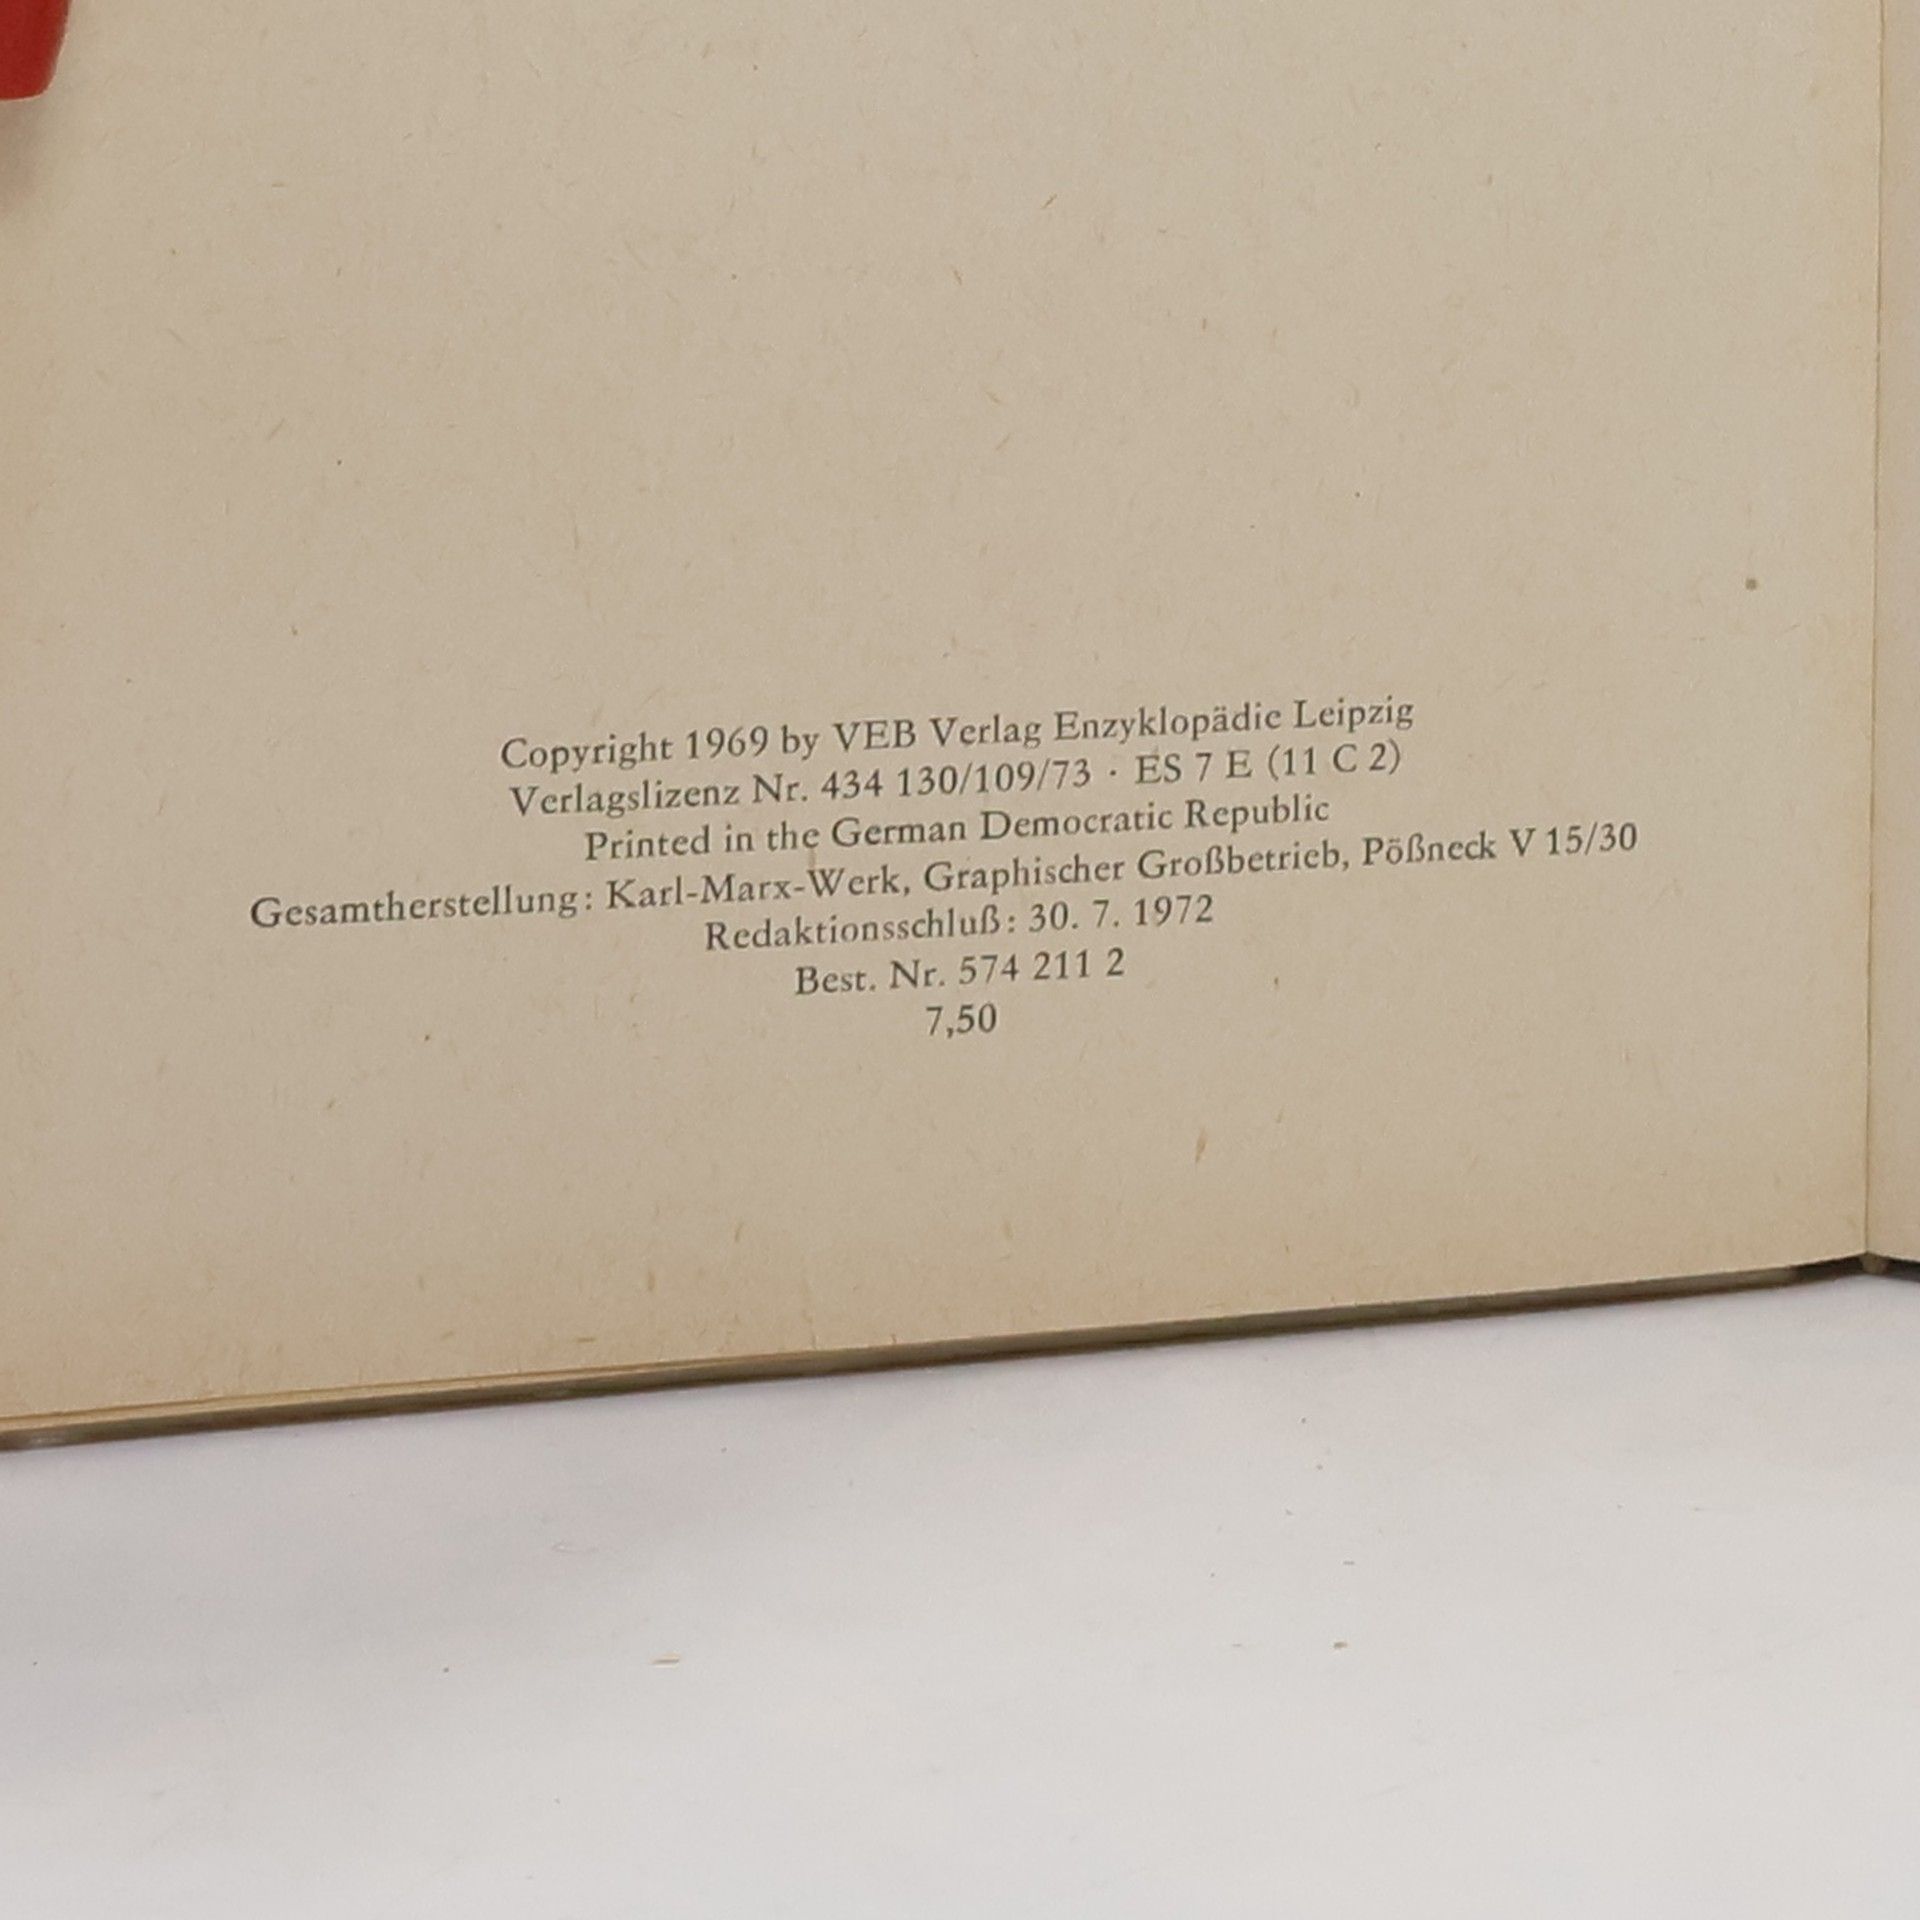 Copyright 1969 by VEB Verlag Enzyklopädie Leipzig
Verlagslizenz Nr. 434 130/109/73 · ES 7 E (11 C 2)
Printed in the German Democratic Republic
Gesamtherstellung: Karl-Marx-Werk, Graphischer Großbetrieb, Pößneck V 15/30
Redaktionsschluß: 30. 7. 1972
Best. Nr. 574 211 2
7,50